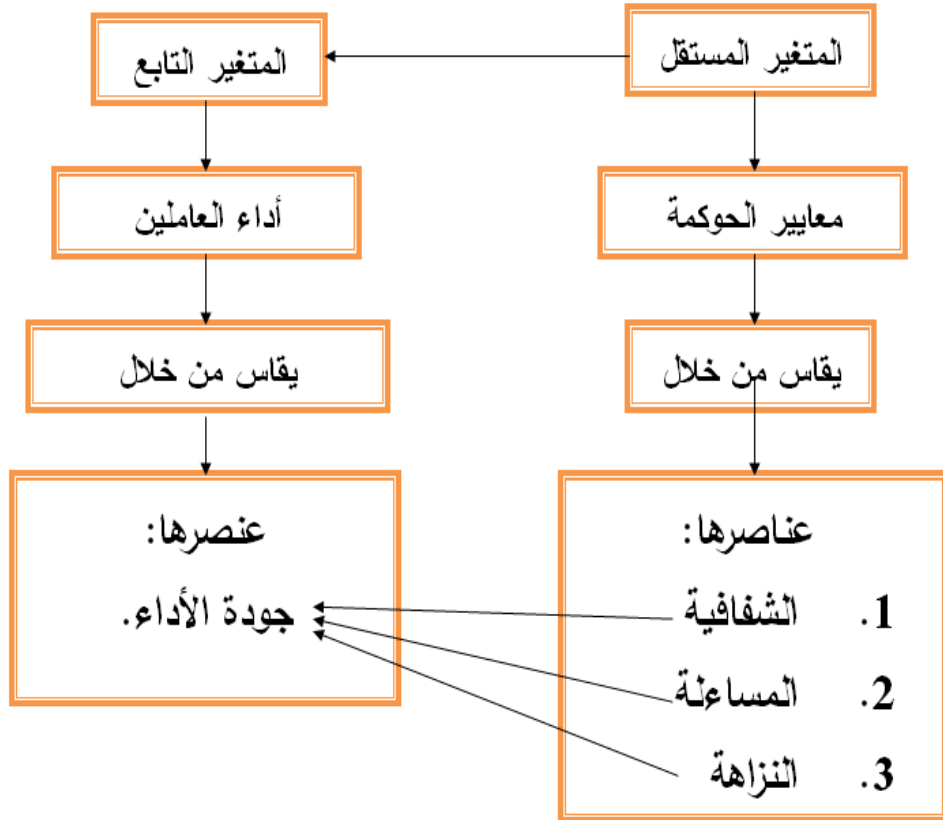 المتغير المستقل
المتغير التابع
معايير الحوكمة
أداء العاملين
يقاس من خلال
يقاس من خلال
عناصرها:
1. الشفافية
2. المساءلة
3. النزاهة
عنصرها:
جودة الأداء.